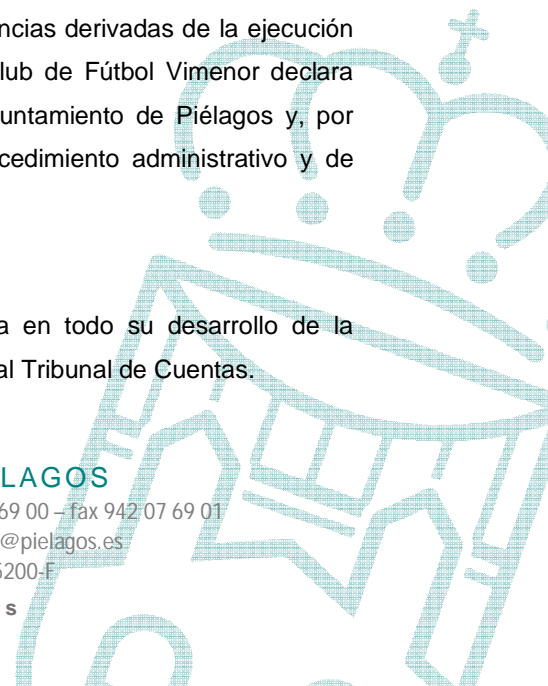 ncias derivadas de la ejecución
lub de Fútbol Vimenor declara
untamiento de Piélagos y, por
cedimiento administrativo y de
a en todo su desarrollo de la
al Tribunal de Cuentas.
LAGOS
69 00 – fax 942 07 69 01
@pielagos.es
5200-F
s